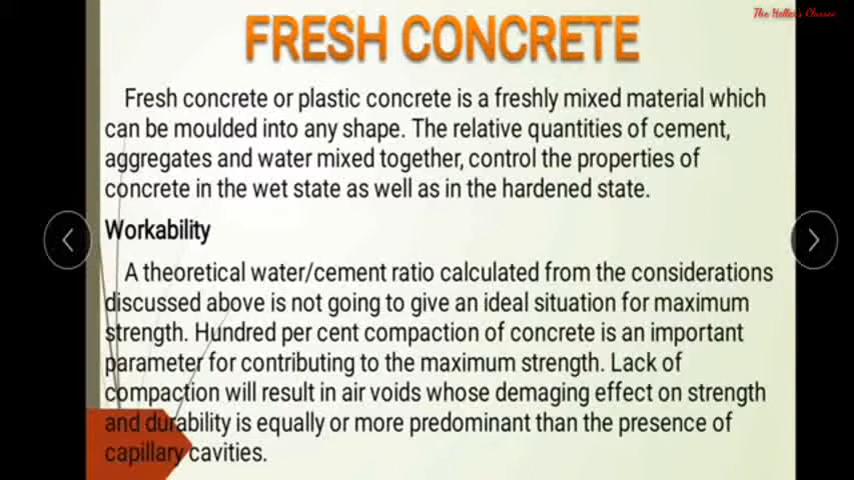 FRESH CONCRETE
Fresh concrete or plastic concrete is a freshly mixed material which
can be moulded into any shape. The relative quantities of cement,
aggregates and water mixed together, control the properties of
concrete in the wet state as well as in the hardened state.
Workability
A theoretical water/cement ratio calculated from the considerations
discussed above is not going to give an ideal situation for maximum
strength. Hundred per cent compaction of concrete is an important
parameter for contributing to the maximum strength. Lack of
compaction will result in air voids whose demaging effect on strength
and durability is equally or more predominant than the presence of
capillary cavities.